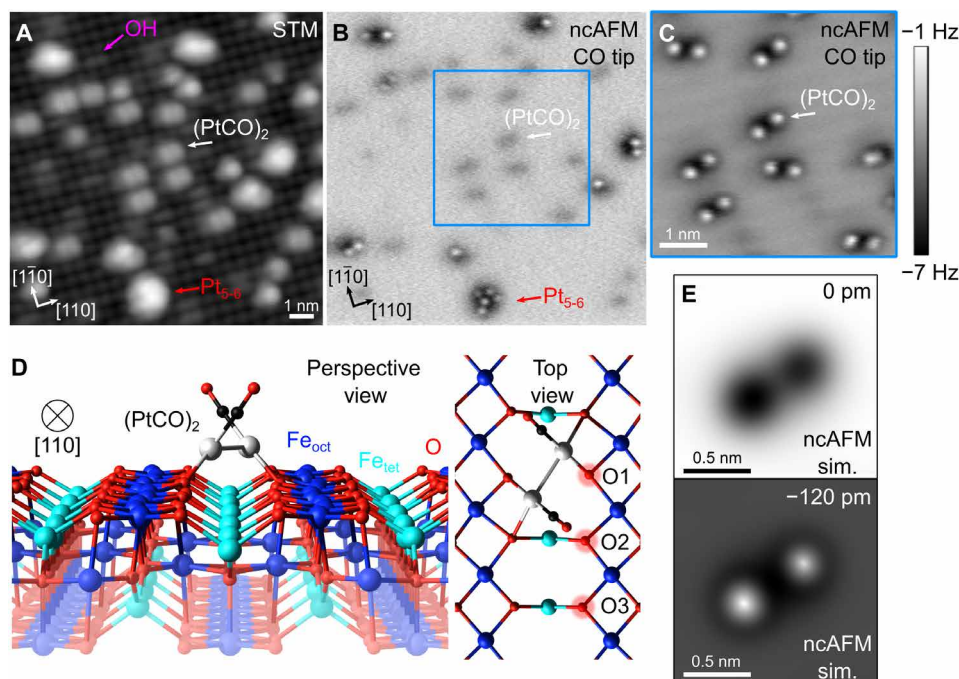 A
OH
STM
(PtCO)₂
[11̄0]
[110]
Pt₅₋₆
1 nm
B
ncAFM
CO tip
(PtCO)₂
[11̄0]
[110]
Pt₅₋₆
C
ncAFM
CO tip
(PtCO)₂
1 nm
−1 Hz
−7 Hz
D
Perspective
view
[110]
(PtCO)₂
Feoct
Fetet
O
Top
view
O1
O2
O3
E
0 pm
0.5 nm
ncAFM
sim.
−120 pm
0.5 nm
ncAFM
sim.